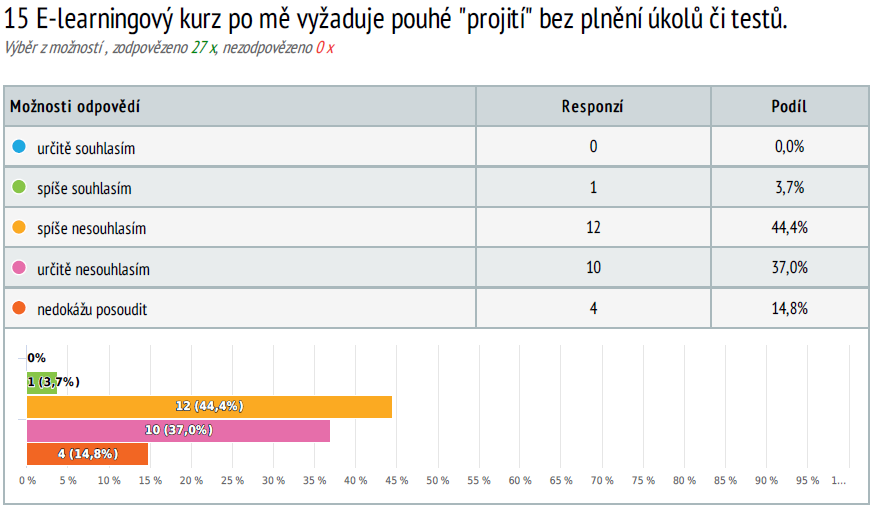 15 E-learningový kurz po mě vyžaduje pouhé "projití" bez plnění úkolů či testů.
Výběr z možností , zodpovězeno 27 x, nezodpovězeno 0 x
Možnosti odpovědí Responzí Podíl
určitě souhlasím 0 0,0%
spíše souhlasím 1 3,7%
spíše nesouhlasím 12 44,4%
určitě nesouhlasím 10 37,0%
nedokážu posoudit 4 14,8%
0%
1 (3,7%)
12 (44,4%)
10 (37,0%)
4 (14,8%)
0 % 5 % 10 % 15 % 20 % 25 % 30 % 35 % 40 % 45 % 50 % 55 % 60 % 65 % 70 % 75 % 80 % 85 % 90 % 95 % 1...